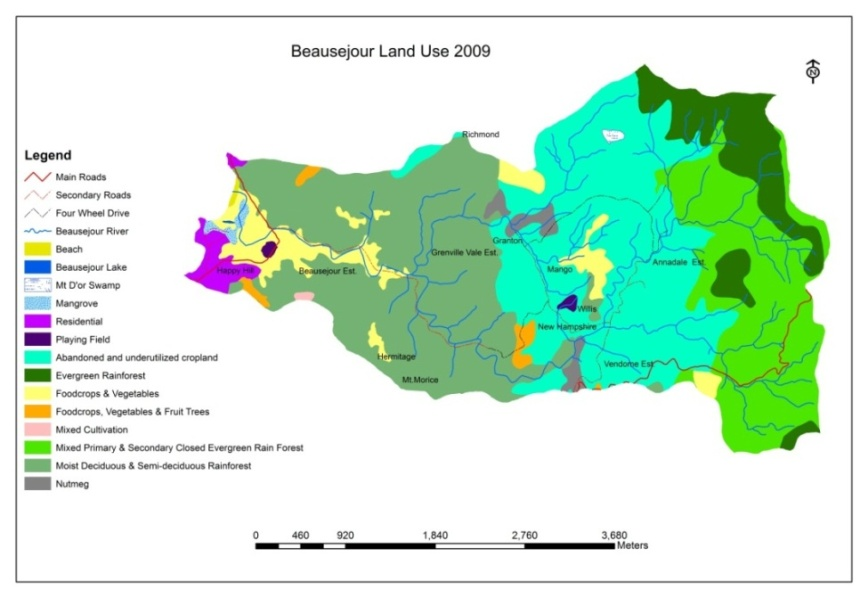 Beausejour Land Use 2009
N
Richmond
Legend
Main Roads
Secondary Roads
Four Wheel Drive
Beausejour River
Beach
Beausejour Lake
Mt D'or Swamp
Mangrove
Residential
Playing Field
Abandoned and underutilized cropland
Evergreen Rainforest
Foodcrops & Vegetables
Foodcrops, Vegetables & Fruit Trees
Mixed Cultivation
Mixed Primary & Secondary Closed Evergreen Rain Forest
Moist Deciduous & Semi-deciduous Rainforest
Nutmeg
Granton
Grenville Vale Est.
Annadale Est.
Happy Hill
Beausejour Est.
Mango
Willis
New Hampshire
Hermitage
Vendome Est.
Mt.Morice
0 460 920 1,840 2,760 3,680
Meters